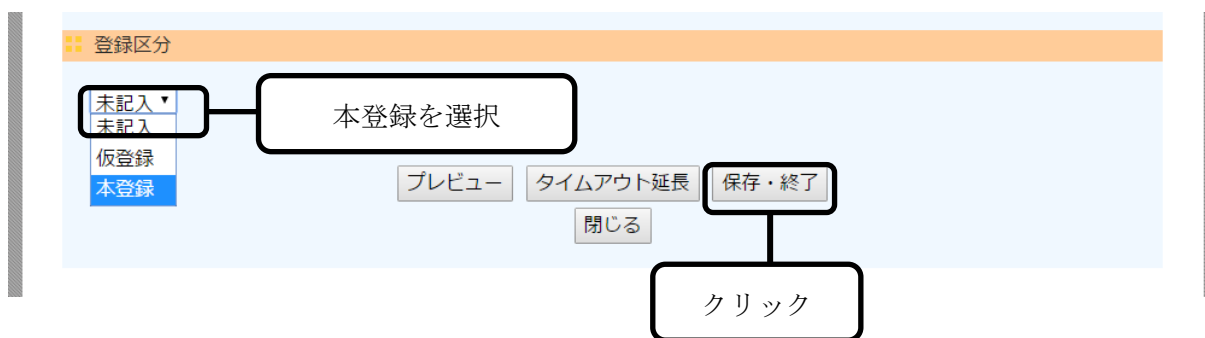 登録区分
未記入
未記入
仮登録
本登録
本登録を選択
プレビュー タイムアウト延長 保存・終了
閉じる
クリック